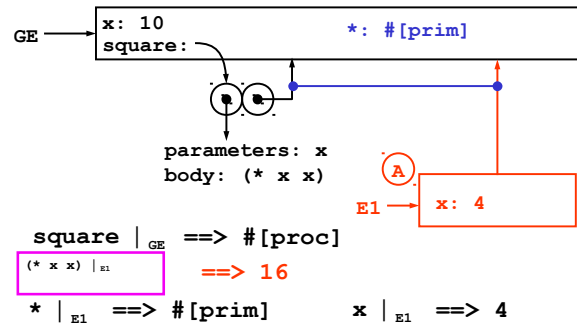 x: 10
*: #[prim]
GE
square:
parameters: x
body: (* x x)
A
E1
x: 4
square | GE ==> #[proc]
(* x x) | E1
==> 16
* | E1 ==> #[prim]
x | E1 ==> 4